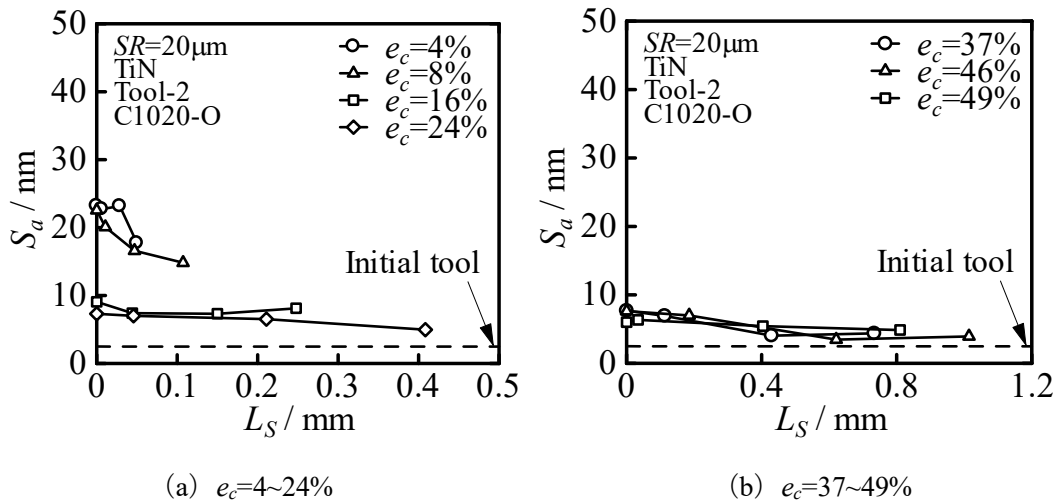 50
40
30
20
10
0
S_a / nm
SR=20μm
TiN
Tool-2
C1020-O
e_c=4%
e_c=8%
e_c=16%
e_c=24%
Initial tool
0 0.1 0.2 0.3 0.4 0.5
L_S / mm
(a) e_c=4~24%
50
40
30
20
10
0
S_a / nm
SR=20μm
TiN
Tool-2
C1020-O
e_c=37%
e_c=46%
e_c=49%
Initial tool
0 0.4 0.8 1.2
L_S / mm
(b) e_c=37~49%